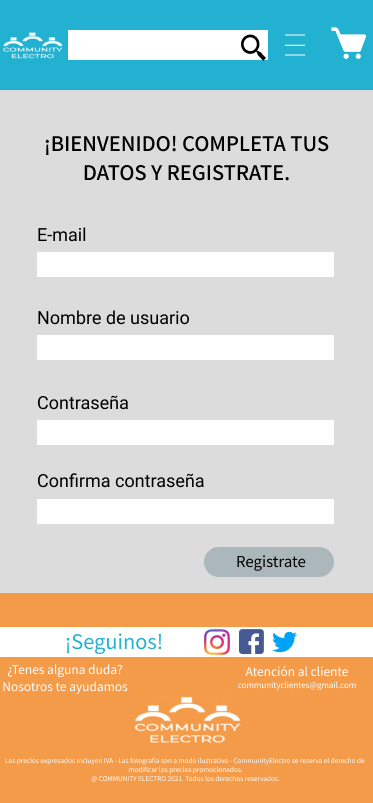 COMMUNITY
ELECTRO
¡BIENVENIDO! COMPLETA TUS
DATOS Y REGISTRATE.
E-mail
Nombre de usuario
Contraseña
Confirma contraseña
Registrate
¡Seguinos!
¿Tenes alguna duda?
Nosotros te ayudamos
Atención al cliente
communityclientes@gmail.com
COMMUNITY
ELECTRO
Los precios expresados incluyen IVA - Las fotografía son a modo ilustrativo - CommunityElectro se reserva el derecho de
modificar los precios promocionados.
@ COMMUNITY ELECTRO 2021. Todos los derechos reservados.